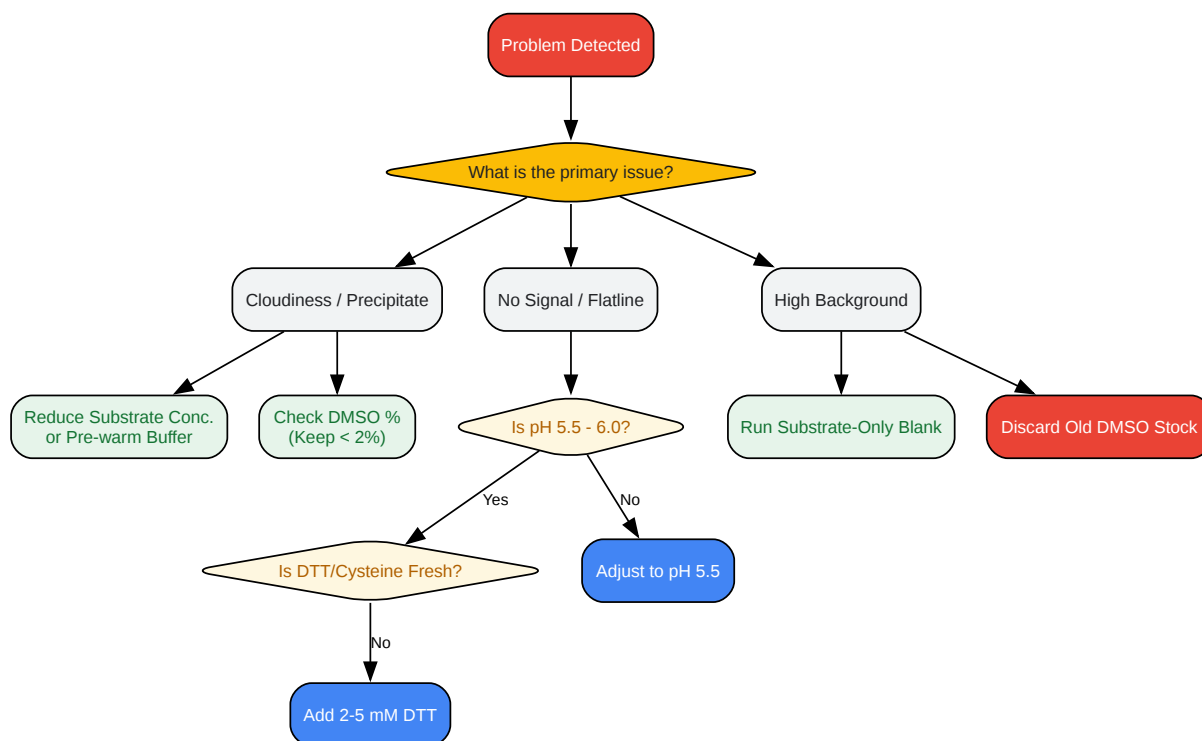 Problem Detected
What is the primary issue?
Cloudiness / Precipitate
No Signal / Flatline
High Background
Reduce Substrate Conc.
or Pre-warm Buffer
Check DMSO %
(Keep < 2%)
Is pH 5.5 - 6.0?
Run Substrate-Only Blank
Discard Old DMSO Stock
Yes
No
Is DTT/Cysteine Fresh?
Adjust to pH 5.5
No
Add 2-5 mM DTT